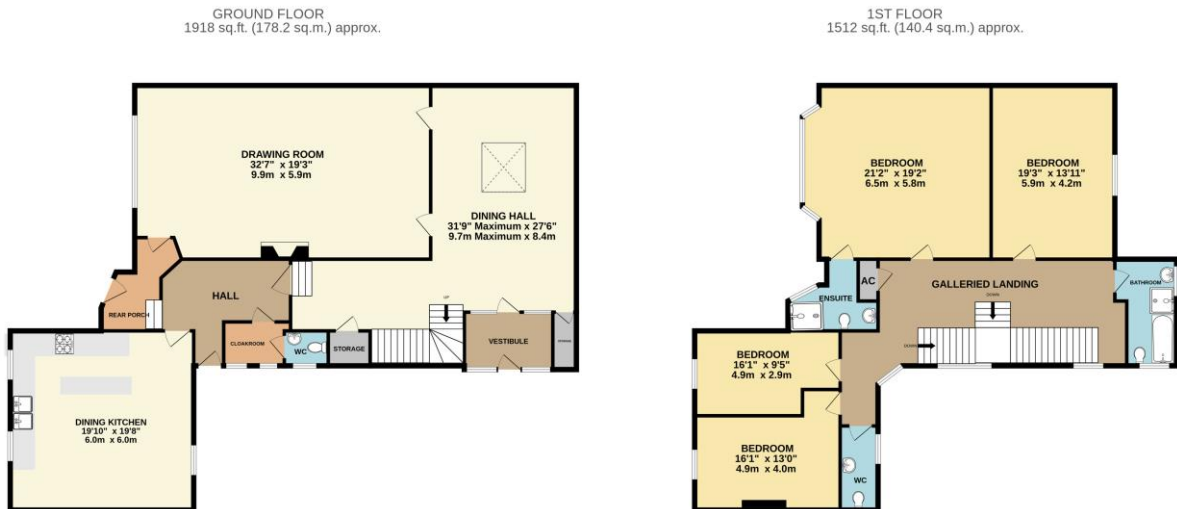 GROUND FLOOR
1918 sq.ft. (178.2 sq.m.) approx.
DRAWING ROOM
32'7" x 19'3"
9.9m x 5.9m
DINING HALL
31'9" Maximum x 27'6"
9.7m Maximum x 8.4m
HALL
REAR PORCH
CLOAKROOM
WC
STORAGE
UP
VESTIBULE
DINING KITCHEN
19'10" x 19'8"
6.0m x 6.0m
1ST FLOOR
1512 sq.ft. (140.4 sq.m.) approx.
BEDROOM
21'2" x 19'2"
6.5m x 5.8m
BEDROOM
19'3" x 13'11"
5.9m x 4.2m
AC
ENSUITE
GALLERIED LANDING
DOWN
DOWN
BATHROOM
BEDROOM
16'1" x 9'5"
4.9m x 2.9m
BEDROOM
16'1" x 13'0"
4.9m x 4.0m
WC